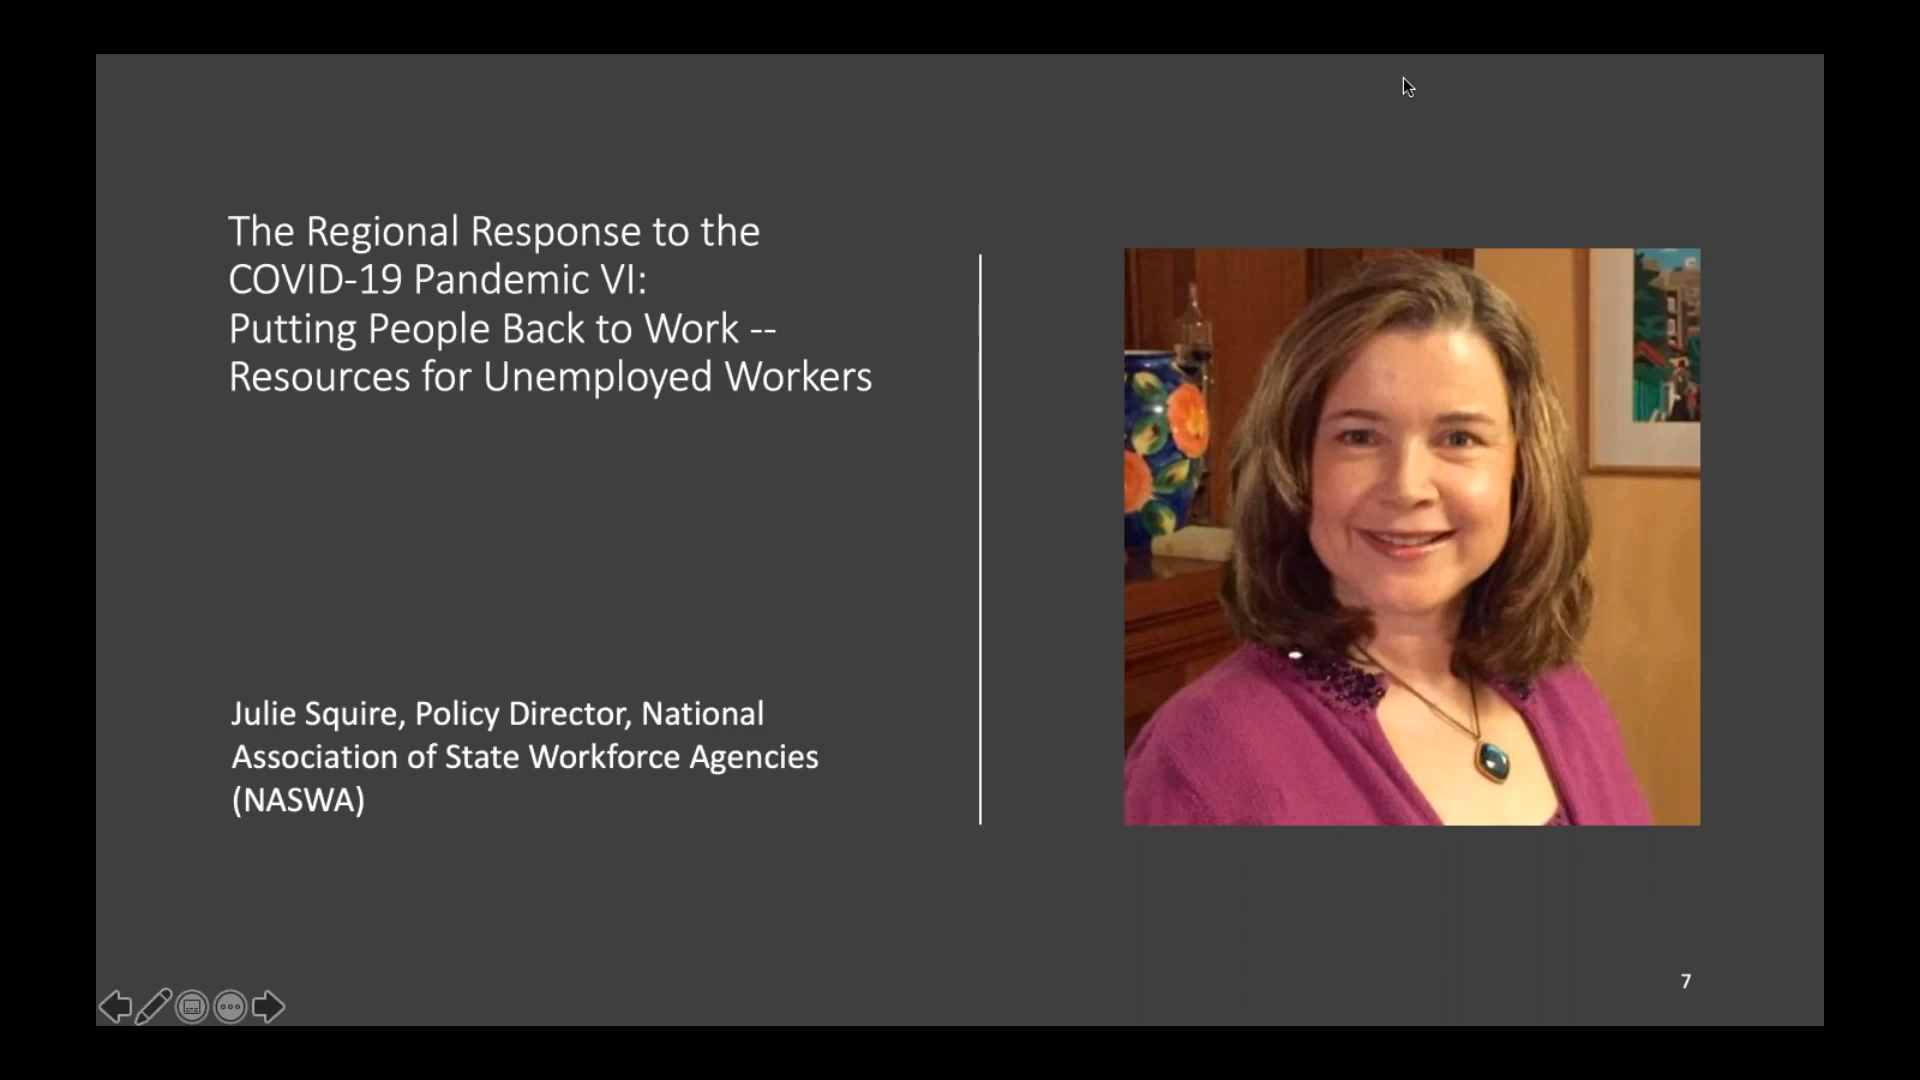 The Regional Response to the
COVID-19 Pandemic VI:
Putting People Back to Work --
Resources for Unemployed Workers
Julie Squire, Policy Director, National
Association of State Workforce Agencies
(NASWA)
7